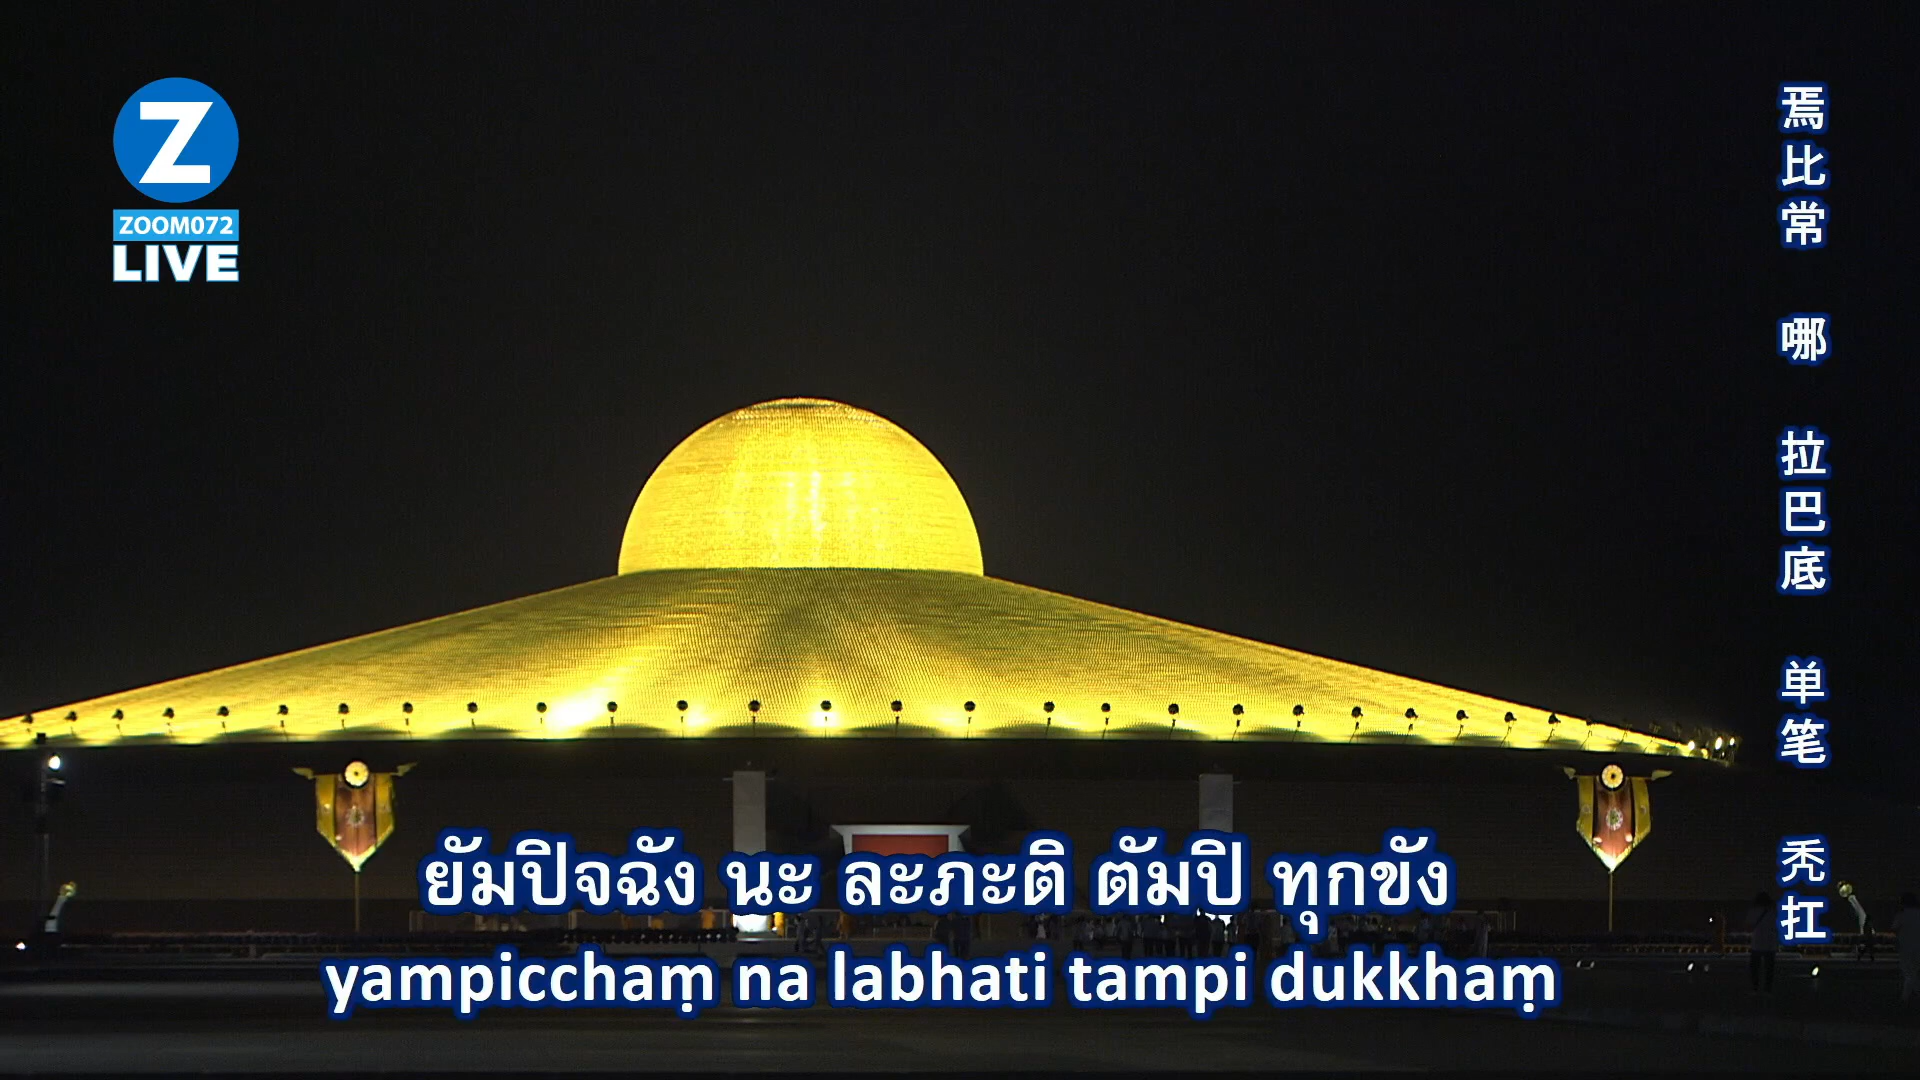 Z
ZOOM072
LIVE
焉比常 哪 拉巴底 单笔 秃扛
ยัมปิจฉัง นะ ละภะติ ตัมปิ ทุกขัง
yampicchaṃ na labhati tampi dukkhaṃ